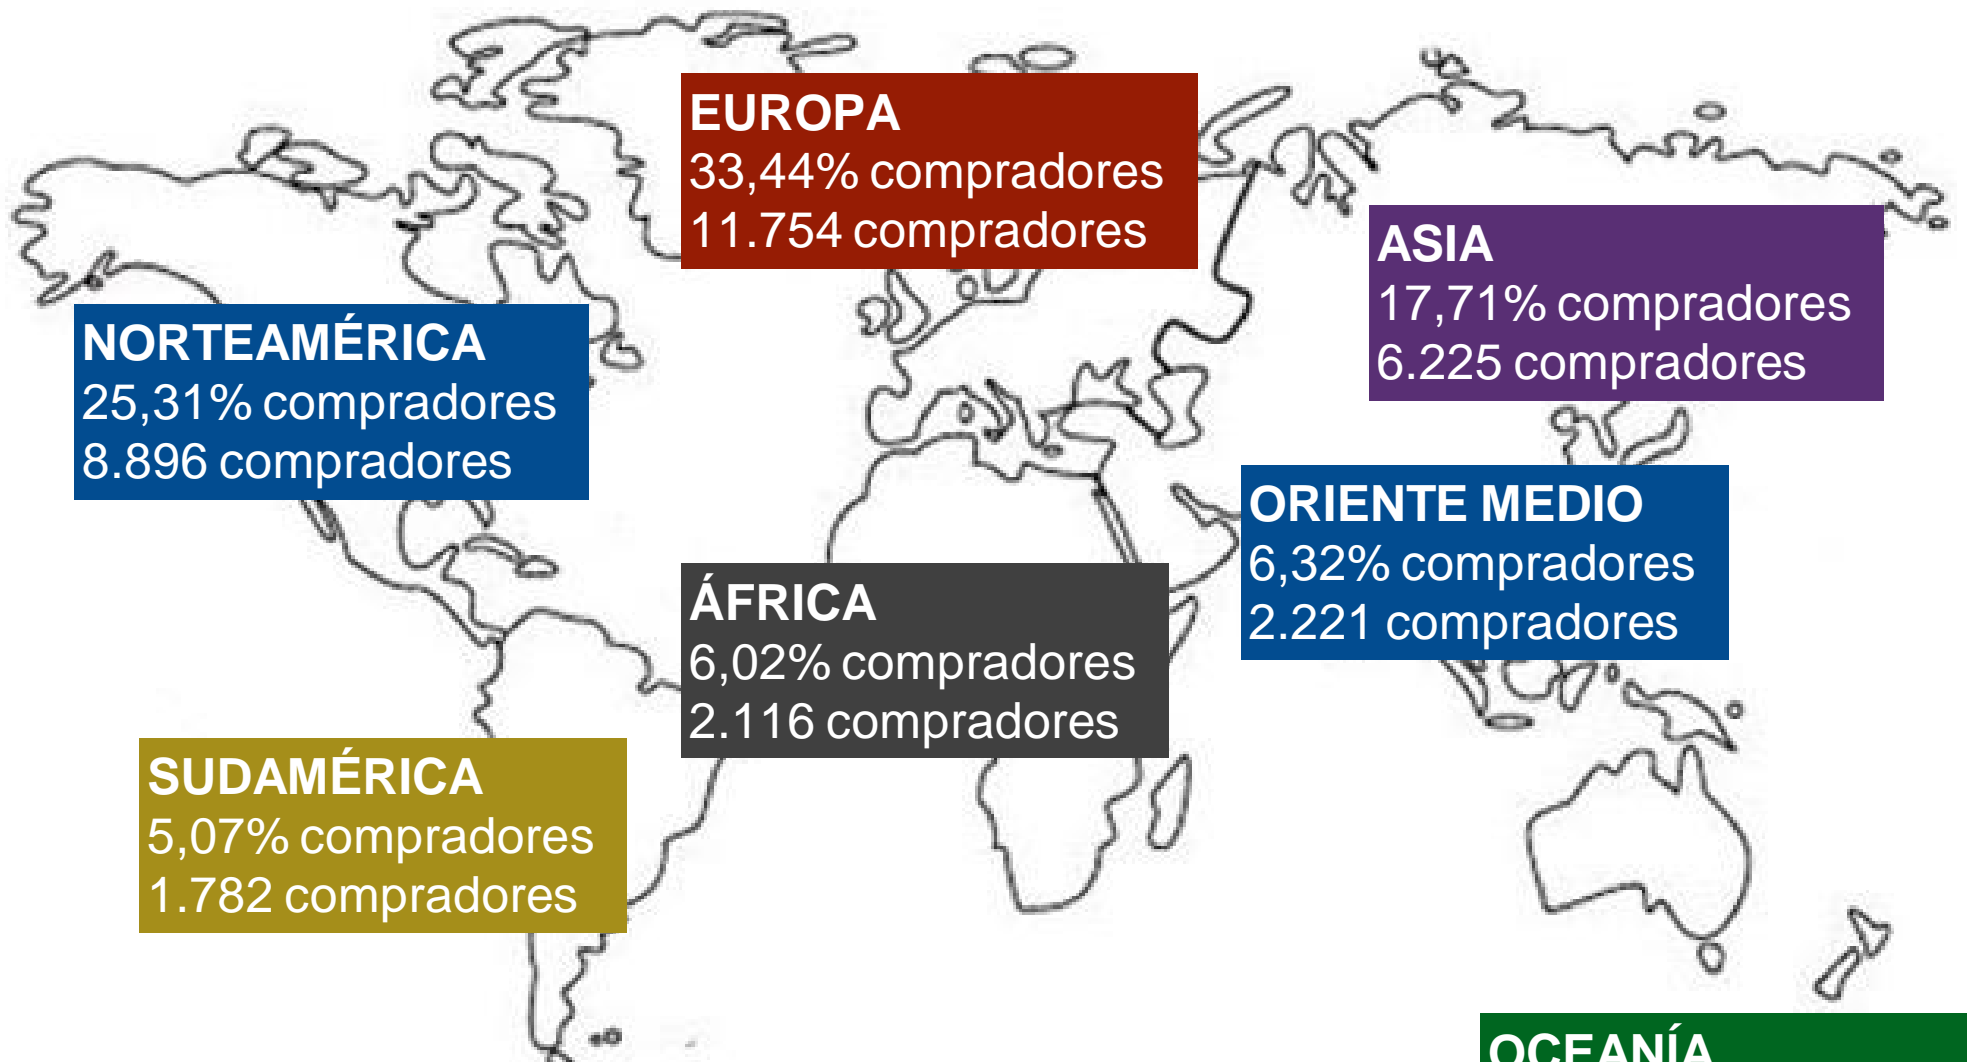 EUROPA
33,44% compradores
11.754 compradores
ASIA
17,71% compradores
6.225 compradores
NORTEAMÉRICA
25,31% compradores
8.896 compradores
ORIENTE MEDIO
6,32% compradores
2.221 compradores
ÁFRICA
6,02% compradores
2.116 compradores
SUDAMÉRICA
5,07% compradores
1.782 compradores
OCEANÍA